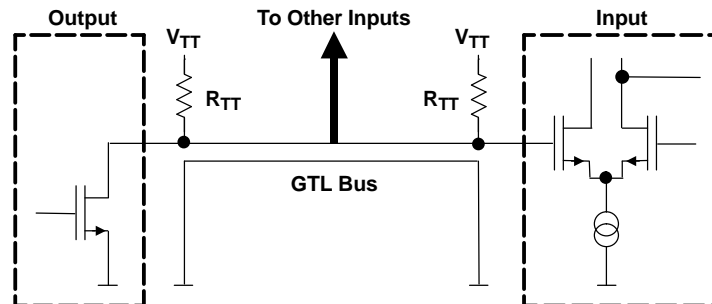 Output
To Other Inputs
Input
VTT
VTT
RTT
RTT
GTL Bus